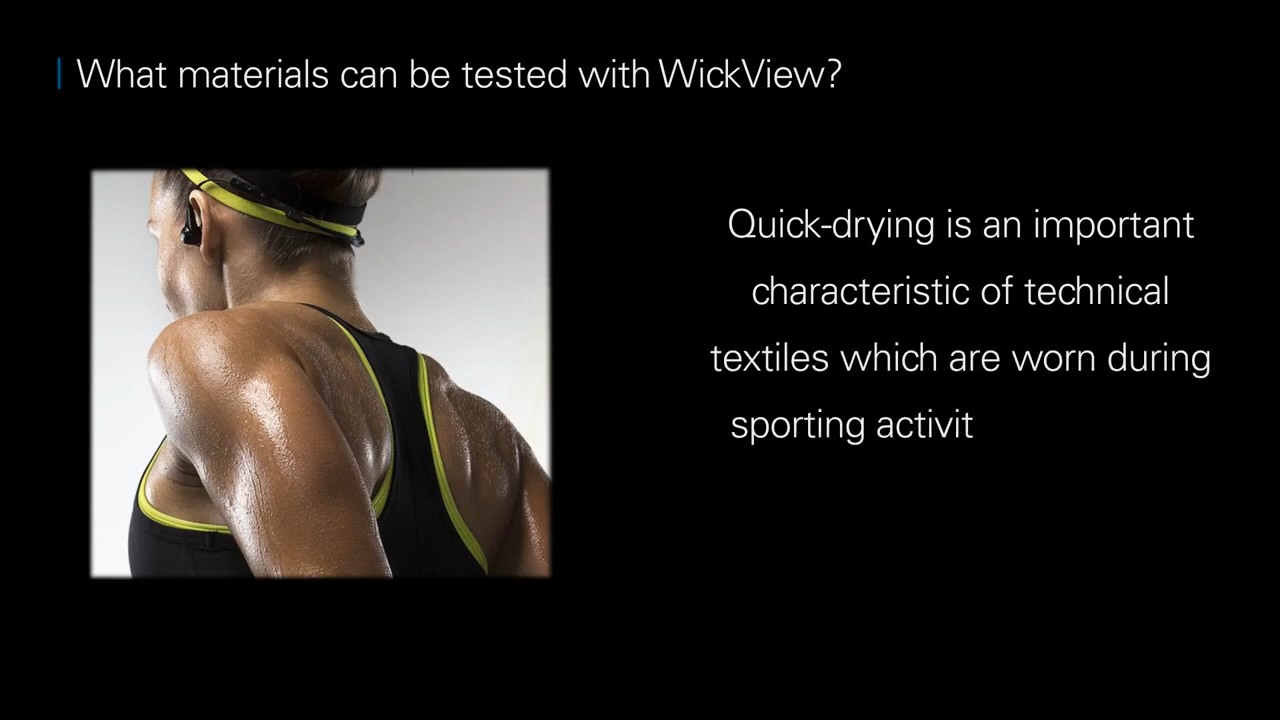 What materials can be tested with WickView?
Quick-drying is an important
characteristic of technical
textiles which are worn during
sporting activit